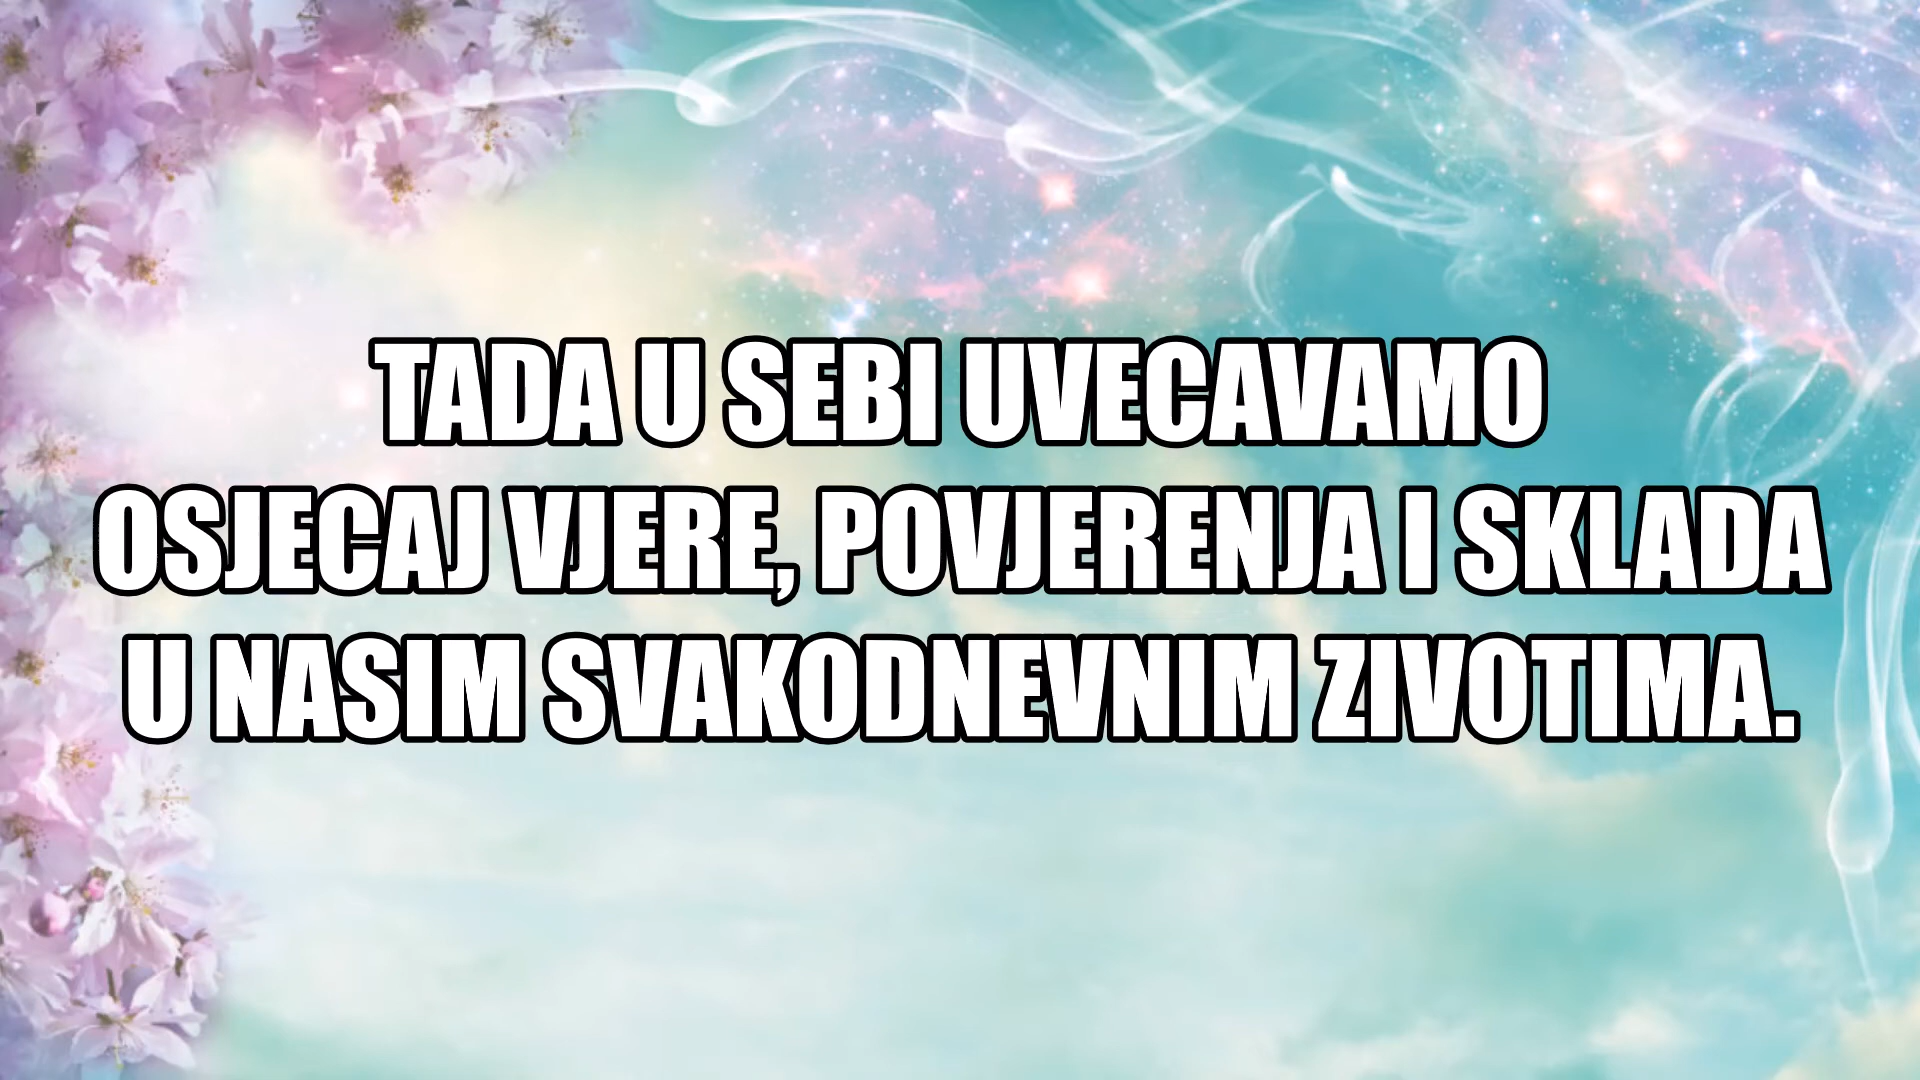 TADA U SEBI UVECAVAMO
OSJECAJ VJERE, POVJERENJA I SKLADA
U NASIM SVAKODNEVNIM ZIVOTIMA.